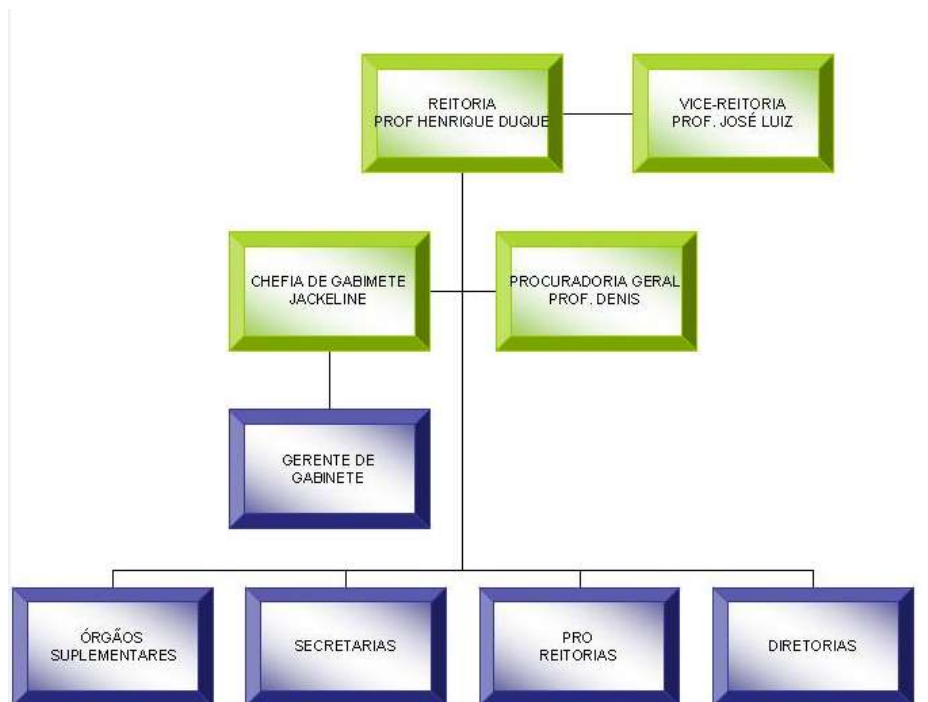 REITORIA
PROF HENRIQUE DUQUE
VICE-REITORIA
PROF. JOSÉ LUIZ
CHEFIA DE GABIMETE
JACKELINE
PROCURADORIA GERAL
PROF. DENIS
GERENTE DE
GABINETE
ÓRGÃOS
SUPLEMENTARES
SECRETARIAS
PRO
REITORIAS
DIRETORIAS